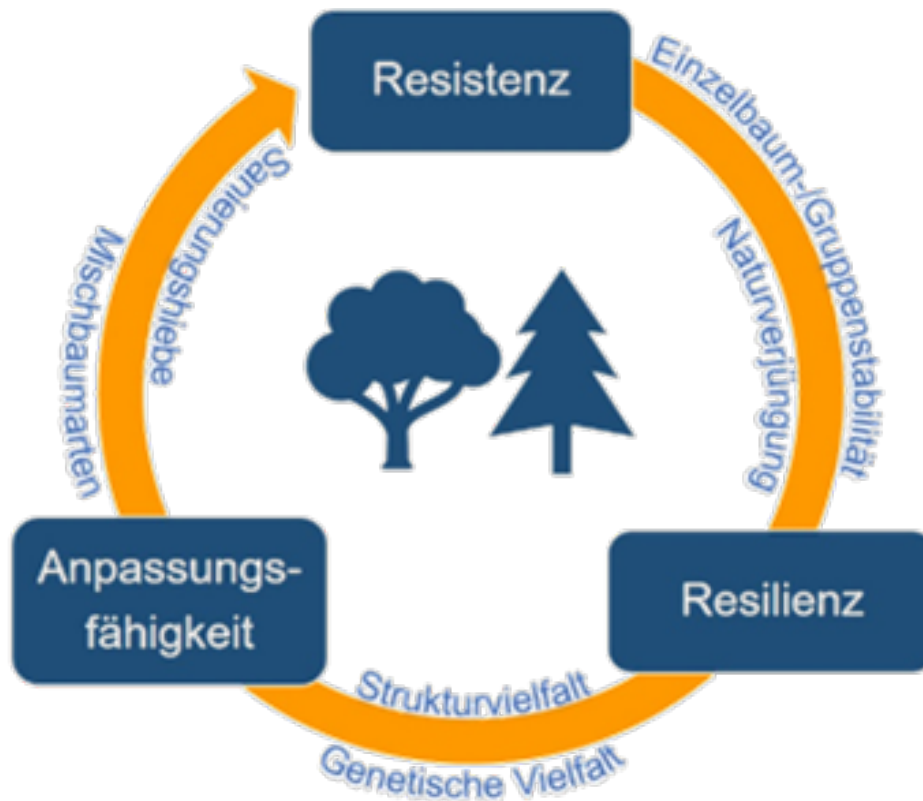 Resistenz
Einzelbaum-/Gruppenstabilität
Naturverjüngung
Resilienz
Strukturvielfalt
Genetische Vielfalt
Anpassungs-
fähigkeit
Mischbaumarten
Sanierungshiebe